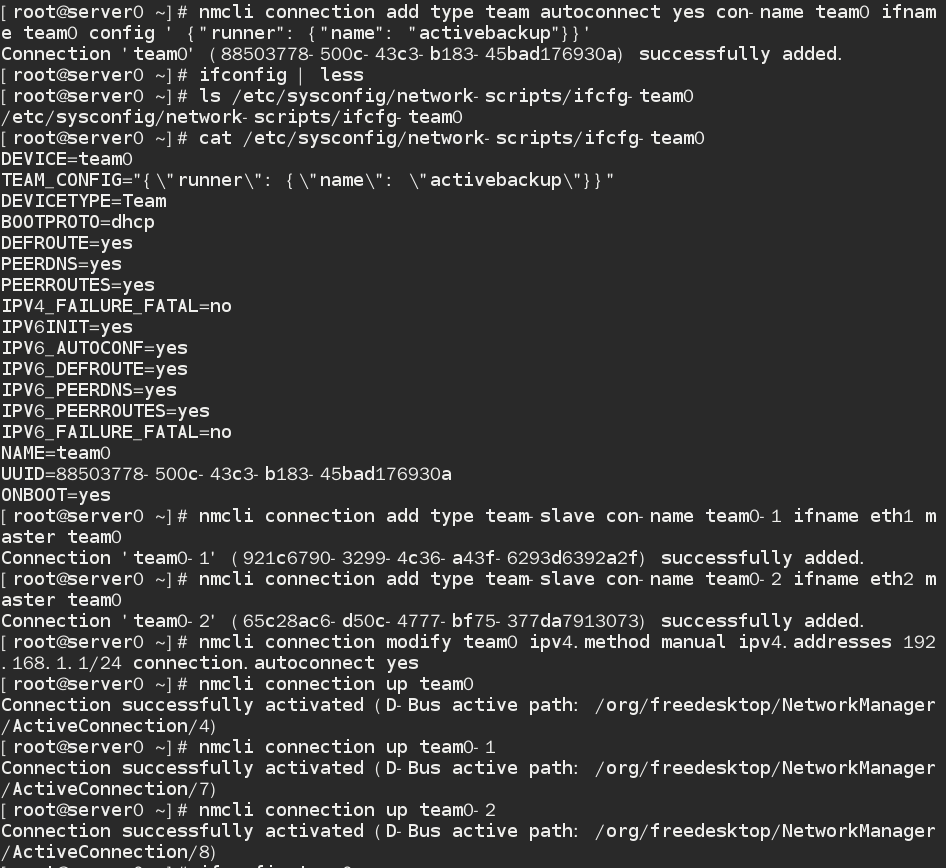 [root@server0 ~]# nmcli connection add type team autoconnect yes con-name team0 ifnam
e team0 config ' {"runner": {"name": "activebackup"}}'
Connection 'team0' (88503778-500c-43c3-b183-45bad176930a) successfully added.
[root@server0 ~]# ifconfig | less
[root@server0 ~]# ls /etc/sysconfig/network-scripts/ifcfg-team0
/etc/sysconfig/network-scripts/ifcfg-team0
[root@server0 ~]# cat /etc/sysconfig/network-scripts/ifcfg-team0
DEVICE=team0
TEAM_CONFIG="{\"runner\": {\"name\": \"activebackup\"}}"
DEVICETYPE=Team
BOOTPROTO=dhcp
DEFROUTE=yes
PEERDNS=yes
PEERROUTES=yes
IPV4_FAILURE_FATAL=no
IPV6INIT=yes
IPV6_AUTOCONF=yes
IPV6_DEFROUTE=yes
IPV6_PEERDNS=yes
IPV6_PEERROUTES=yes
IPV6_FAILURE_FATAL=no
NAME=team0
UUID=88503778-500c-43c3-b183-45bad176930a
ONBOOT=yes
[root@server0 ~]# nmcli connection add type team-slave con-name team0-1 ifname eth1 m
aster team0
Connection 'team0-1' (921c6790-3299-4c36-a43f-6293d6392a2f) successfully added.
[root@server0 ~]# nmcli connection add type team-slave con-name team0-2 ifname eth2 m
aster team0
Connection 'team0-2' (65c28ac6-d50c-4777-bf75-377da7913073) successfully added.
[root@server0 ~]# nmcli connection modify team0 ipv4.method manual ipv4.addresses 192
.168.1.1/24 connection.autoconnect yes
[root@server0 ~]# nmcli connection up team0
Connection successfully activated (D-Bus active path: /org/freedesktop/NetworkManager
/ActiveConnection/4)
[root@server0 ~]# nmcli connection up team0-1
Connection successfully activated (D-Bus active path: /org/freedesktop/NetworkManager
/ActiveConnection/7)
[root@server0 ~]# nmcli connection up team0-2
Connection successfully activated (D-Bus active path: /org/freedesktop/NetworkManager
/ActiveConnection/8)